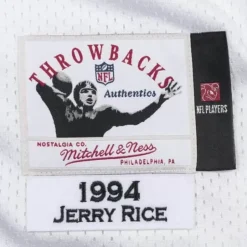 THROWBACKS
NFL
Authentics
NFL PLAYERS
NOSTALGIA CO.
Mitchell & Ness
PHILADELPHIA, PA
1994
JERRY RICE